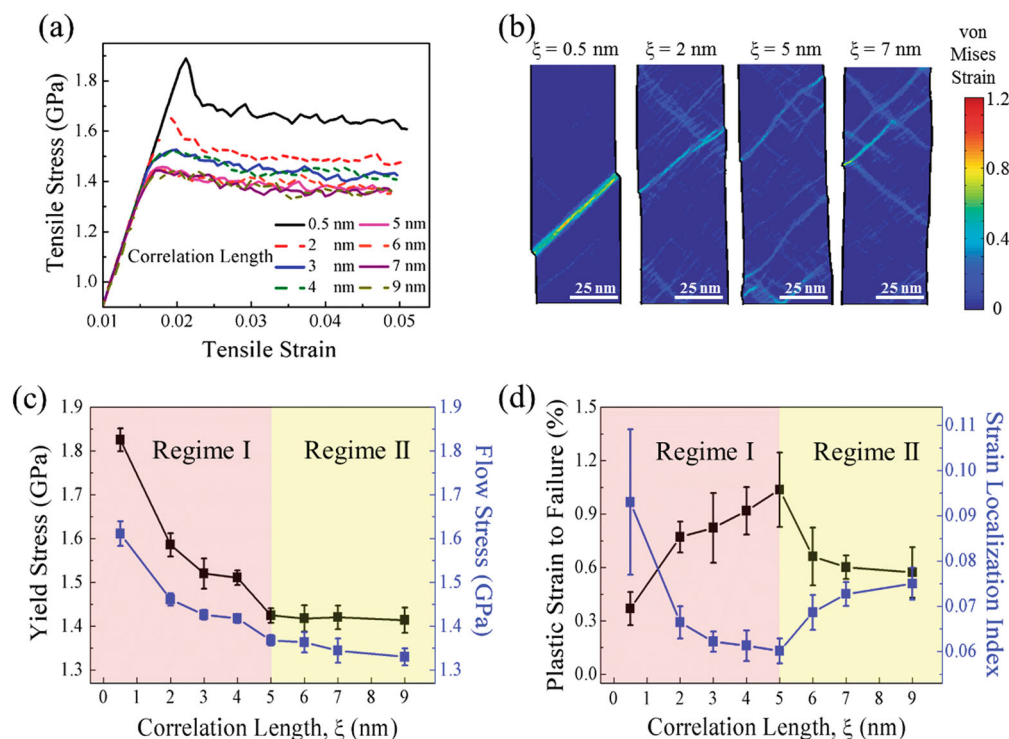 (a)
Tensile Stress (GPa)
1.8
1.6
1.4
1.2
1.0
0.01 0.02 0.03 0.04 0.05
Tensile Strain
Correlation Length
0.5 nm
2 nm
3 nm
4 nm
5 nm
6 nm
7 nm
9 nm
(b)
ξ = 0.5 nm ξ = 2 nm ξ = 5 nm ξ = 7 nm
25 nm 25 nm 25 nm 25 nm
von
Mises
Strain
1.2
0.8
0.4
0
(c)
Yield Stress (GPa)
1.9
1.8
1.7
1.6
1.5
1.4
1.3
Regime I Regime II
1.9
1.8
1.7
1.6
1.5
1.4
1.3
Flow Stress (GPa)
0 1 2 3 4 5 6 7 8 9
Correlation Length, ξ (nm)
(d)
Plastic Strain to Failure (%)
1.5
1.2
0.9
0.6
0.3
0.0
Regime I Regime II
0.11
0.10
0.09
0.08
0.07
0.06
Strain Localization Index
0 1 2 3 4 5 6 7 8 9
Correlation Length, ξ (nm)